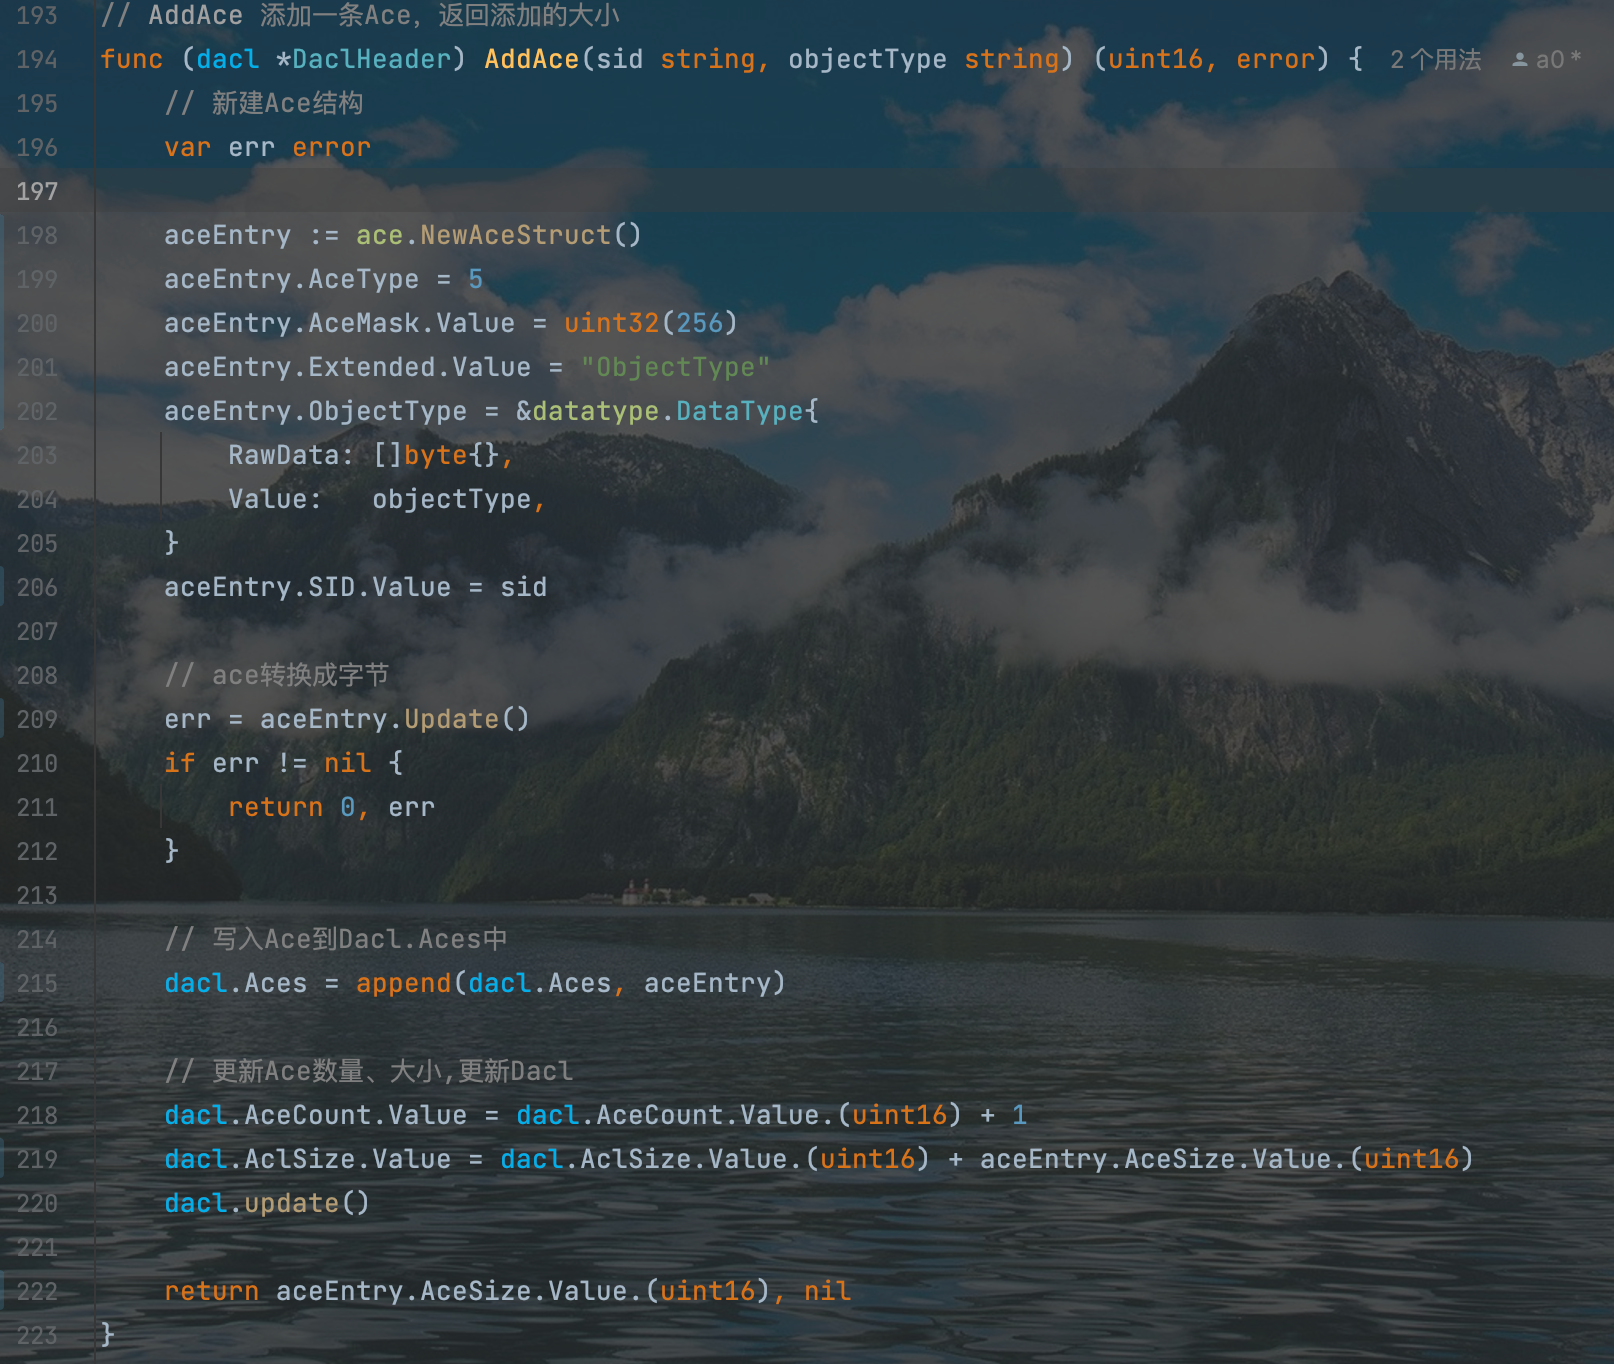 193 // AddAce 添加一条Ace，返回添加的大小
194 func (dacl *DaclHeader) AddAce(sid string, objectType string) (uint16, error) { 2个用法 a0 *
195     // 新建Ace结构
196     var err error
197
198     aceEntry := ace.NewAceStruct()
199     aceEntry.AceType = 5
200     aceEntry.AceMask.Value = uint32(256)
201     aceEntry.Extended.Value = "ObjectType"
202     aceEntry.ObjectType = &datatype.DataType{
203         RawData: []byte{},
204         Value:   objectType,
205     }
206     aceEntry.SID.Value = sid
207
208     // ace转换成字节
209     err = aceEntry.Update()
210     if err != nil {
211         return 0, err
212     }
213
214     // 写入Ace到Dacl.Aces中
215     dacl.Aces = append(dacl.Aces, aceEntry)
216
217     // 更新Ace数量、大小,更新Dacl
218     dacl.AceCount.Value = dacl.AceCount.Value.(uint16) + 1
219     dacl.AclSize.Value = dacl.AclSize.Value.(uint16) + aceEntry.AceSize.Value.(uint16)
220     dacl.update()
221
222     return aceEntry.AceSize.Value.(uint16), nil
223 }